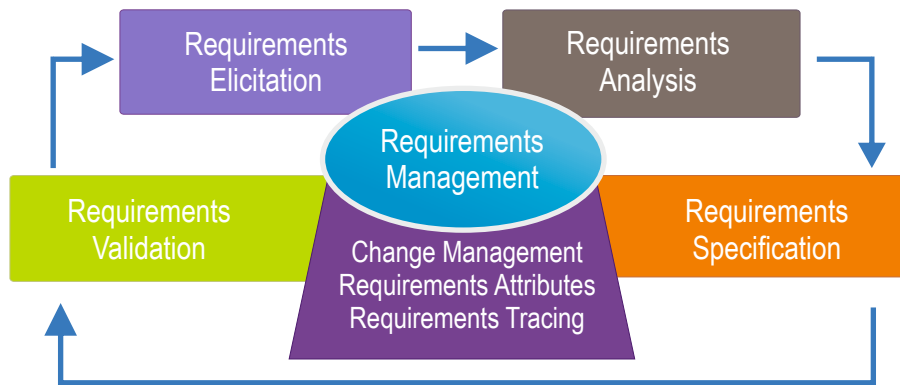 Requirements
Elicitation
Requirements
Analysis
Requirements
Management
Requirements
Validation
Requirements
Specification
Change Management
Requirements Attributes
Requirements Tracing